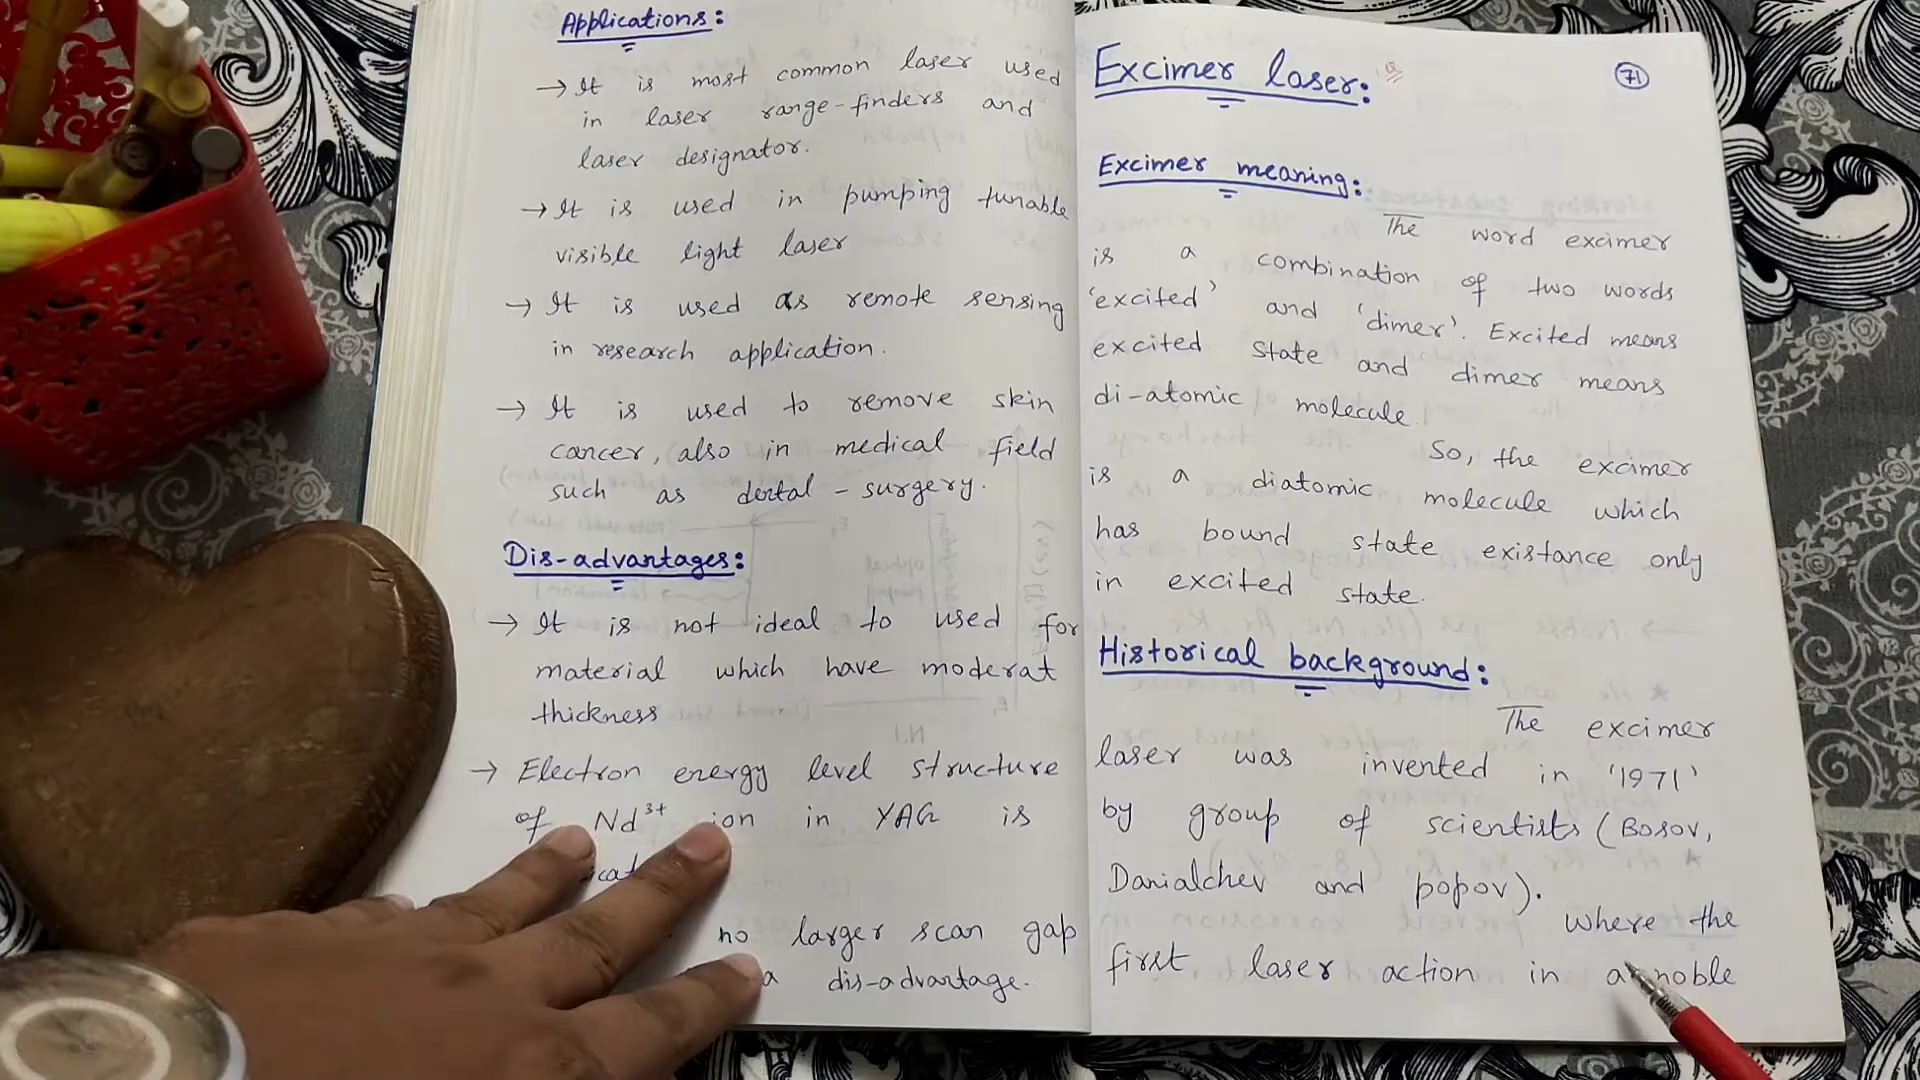 Applications:
→ It is most common laser used
in laser range-finders and
laser designator.
→ It is used in pumping tunable
visible light laser
→ It is used as remote sensing
in research application.
→ It is used to remove skin
cancer, also in medical field
such as dental-surgery.
Dis-advantages:
→ It is not ideal to used for
material which have moderat
thickness
→ Electron energy level structure
of Nd3+ ion in YAG is
no larger scan gap
a dis-advantage.
71
Excimer laser:
Excimer meaning:
The word excimer
is a combination of two words
'excited' and 'dimer'. Excited means
excited state and dimer means
di-atomic molecule.
So, the excimer
is a diatomic molecule which
has bound state existance only
in excited state.
Historical background:
The excimer
laser was invented in '1971'
by group of scientists (Bosov,
Danialchev and popov). where the
first laser action in a noble